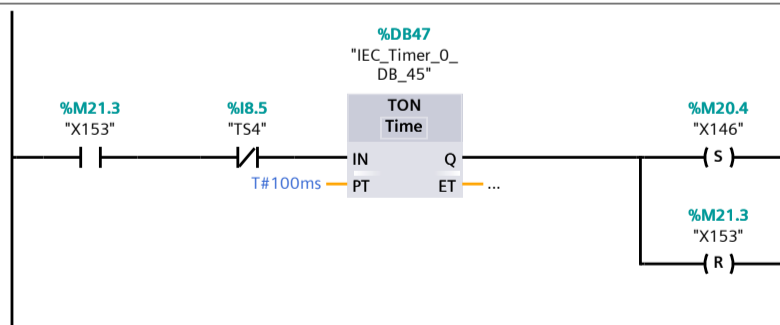 %DB47
"IEC_Timer_0_
DB_45"
%M21.3
"X153"
%I8.5
"TS4"
TON
Time
%M20.4
"X146"
IN
Q
S
T#100ms
PT
ET
...
%M21.3
"X153"
R